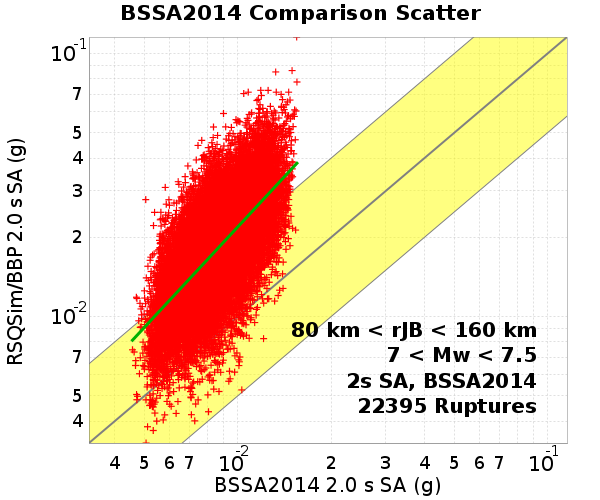 BSSA2014 Comparison Scatter
10⁻¹
7
5
4
3
2
10⁻²
7
5
4
RSQSim/BBP 2.0 s SA (g)
80 km < rJB < 160 km
7 < Mw < 7.5
2s SA, BSSA2014
22395 Ruptures
4 5 6 7 10⁻² 2 3 4 5 6 7 10⁻¹
BSSA2014 2.0 s SA (g)